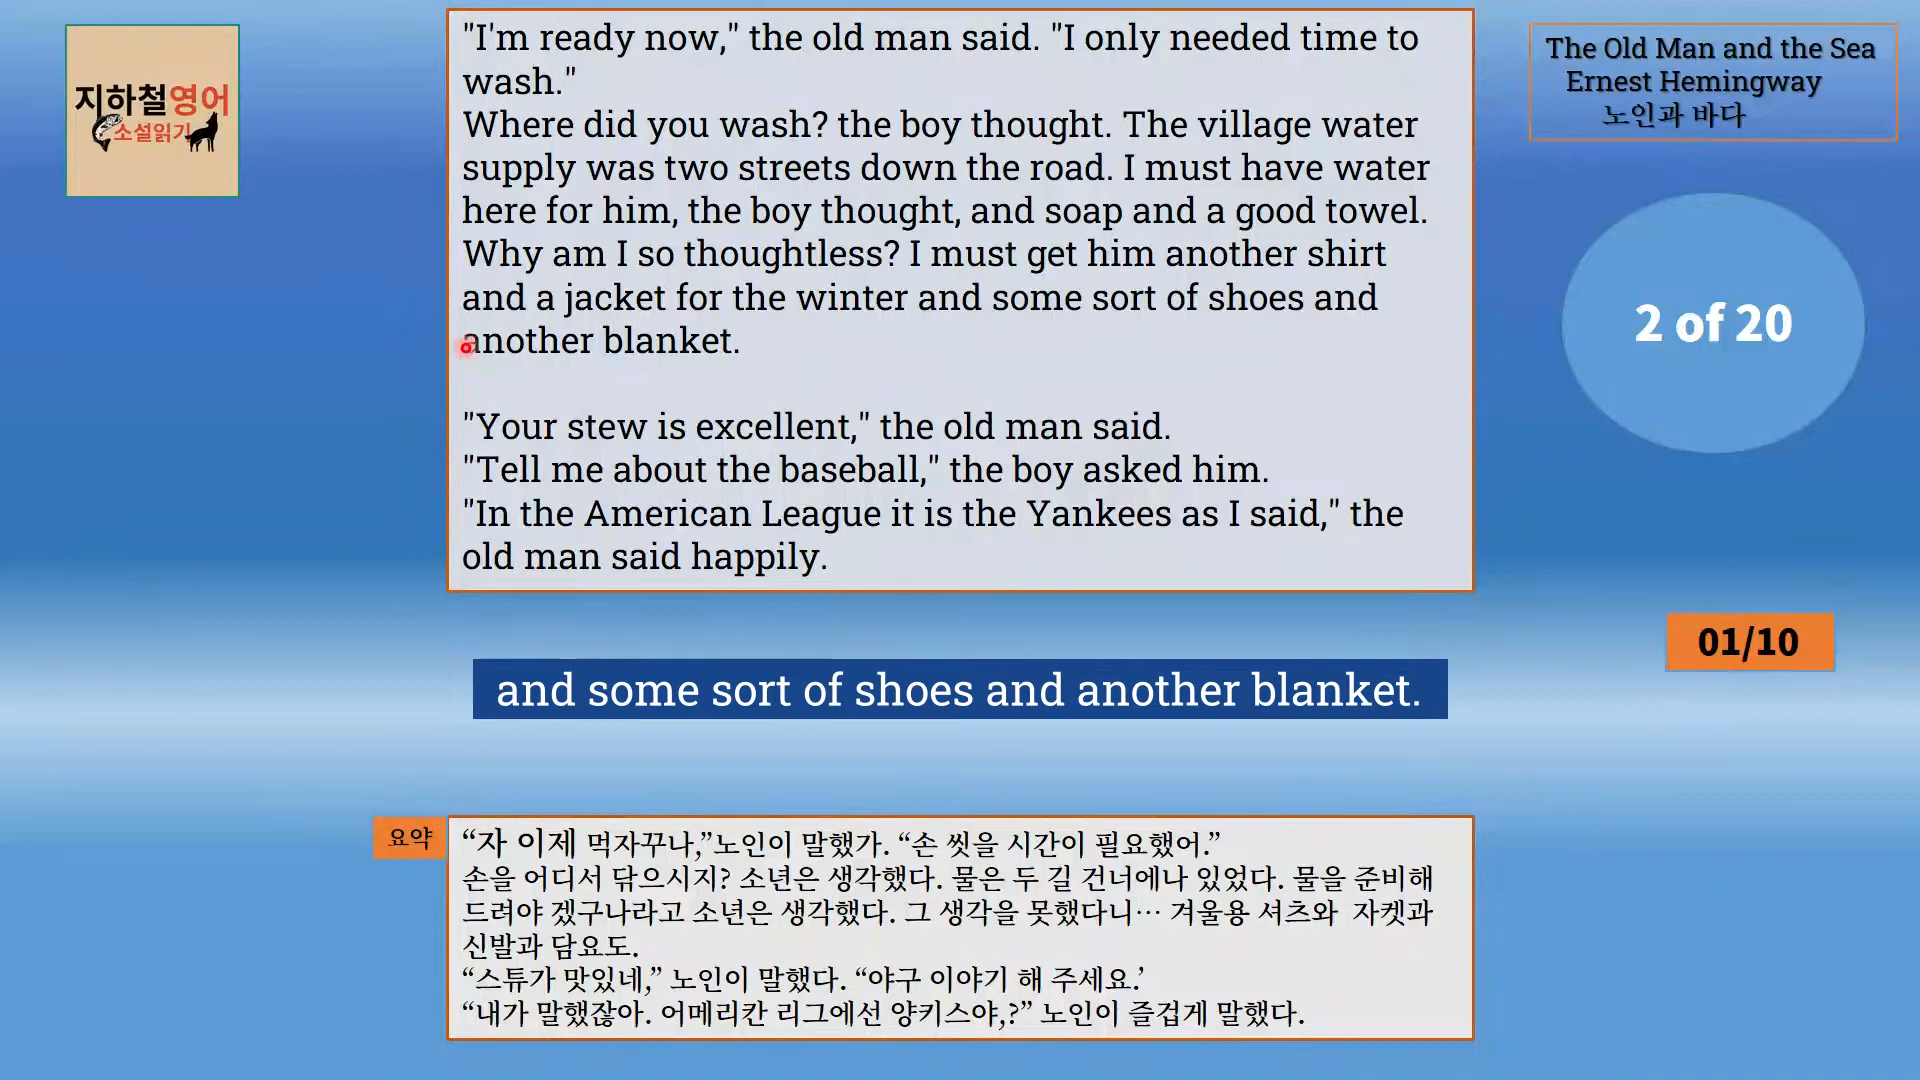 지하철영어
소설읽기
"I'm ready now," the old man said. "I only needed time to
wash."
Where did you wash? the boy thought. The village water
supply was two streets down the road. I must have water
here for him, the boy thought, and soap and a good towel.
Why am I so thoughtless? I must get him another shirt
and a jacket for the winter and some sort of shoes and
another blanket.
"Your stew is excellent," the old man said.
"Tell me about the baseball," the boy asked him.
"In the American League it is the Yankees as I said," the
old man said happily.
The Old Man and the Sea
Ernest Hemingway
노인과 바다
2 of 20
01/10
and some sort of shoes and another blanket.
요약
“자 이제 먹자꾸나,”노인이 말했가. “손 씻을 시간이 필요했어.”
손을 어디서 닦으시지? 소년은 생각했다. 물은 두 길 건너에나 있었다. 물을 준비해
드려야 겠구나라고 소년은 생각했다. 그 생각을 못했다니… 겨울용 셔츠와 자켓과
신발과 담요도.
“스튜가 맛있네,” 노인이 말했다. “야구 이야기 해 주세요.’
“내가 말했잖아. 어메리칸 리그에선 양키스야,?” 노인이 즐겁게 말했다.